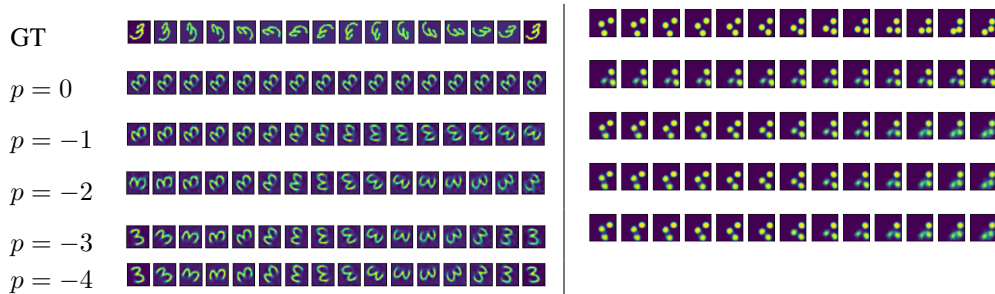 GT
p = 0
p = −1
p = −2
p = −3
p = −4